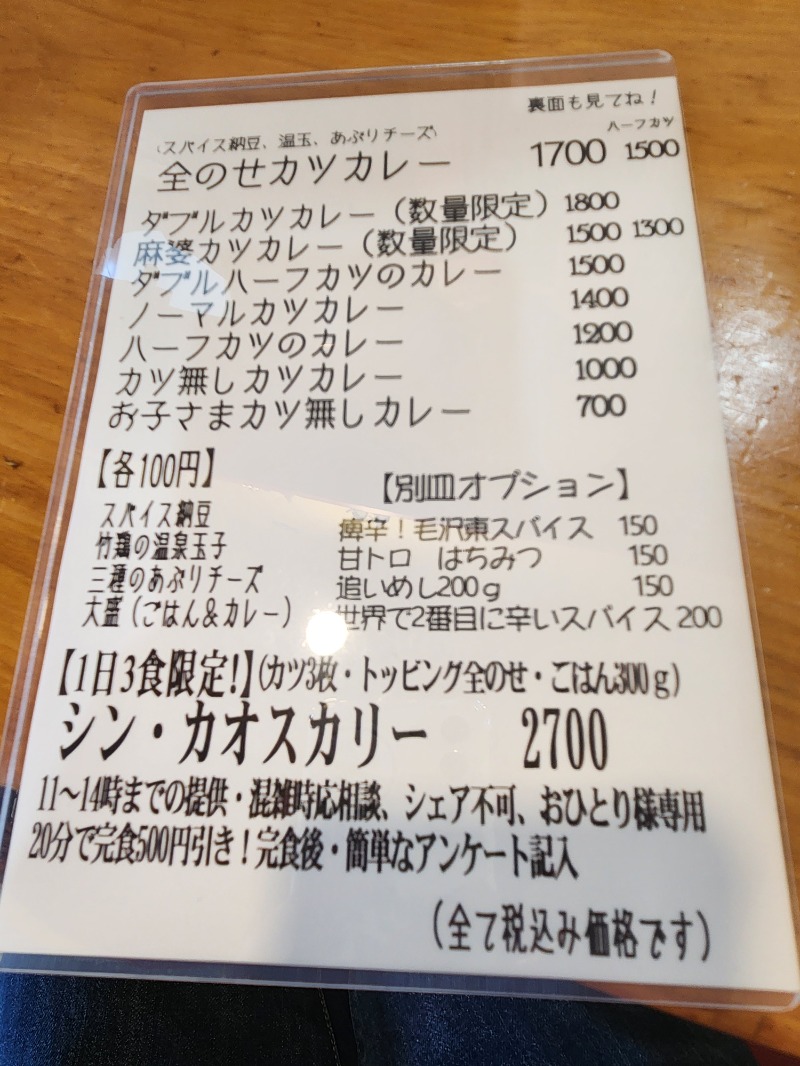 裏面も見てね!
(スパイス納豆、温玉、あぶりチーズ) ハーフカツ
全のせカツカレー 1700 1500
ダブルカツカレー(数量限定) 1800
麻婆カツカレー(数量限定) 1500 1300
ダブルハーフカツのカレー 1500
ノーマルカツカレー 1400
ハーフカツのカレー 1200
カツ無しカツカレー 1000
お子さまカツ無しカレー 700
【各100円】
スパイス納豆
竹鶏の温泉玉子
三種のあぶりチーズ
大盛(ごはん&カレー)
【別皿オプション】
痺辛!毛沢東スパイス 150
甘トロ はちみつ 150
追いめし200g 150
世界で2番目に辛いスパイス 200
【1日3食限定!】(カツ3枚・トッピング全のせ・ごはん300g)
シン・カオスカリー 2700
11~14時までの提供・混雑時応相談、シェア不可、おひとり様専用
20分で完食500円引き!完食後・簡単なアンケート記入
(全て税込み価格です)